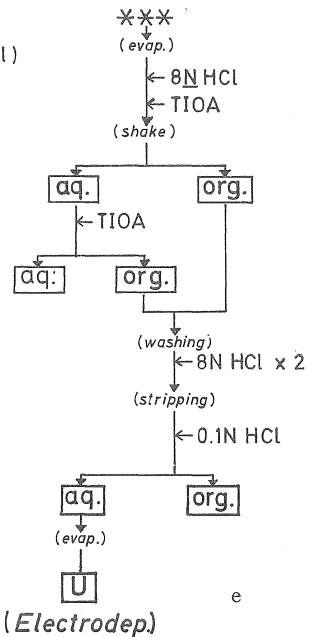 ***
(evap.)
l)
8N HCl
TIOA
(shake)
aq. org.
TIOA
aq: org.
(washing)
8N HCl x 2
(stripping)
0.1N HCl
aq. org.
(evap.)
U e
(Electrodep.)